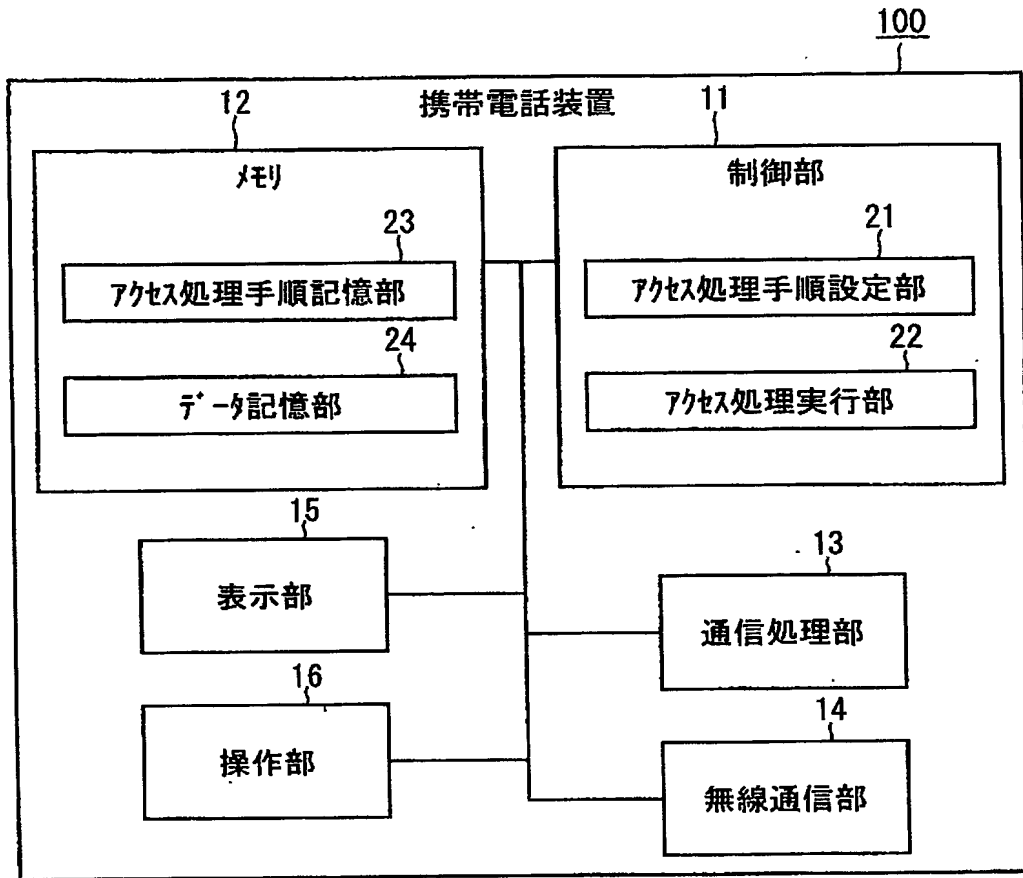 100
携帯電話装置
12
メモリ
23
アクセス処理手順記憶部
24
データ記憶部
11
制御部
21
アクセス処理手順設定部
22
アクセス処理実行部
15
表示部
16
操作部
13
通信処理部
14
無線通信部